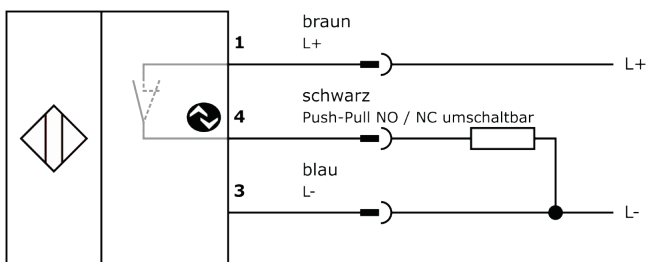 braun
1
L+
L+
schwarz
4
Push-Pull NO / NC umschaltbar
blau
3
L-
L-